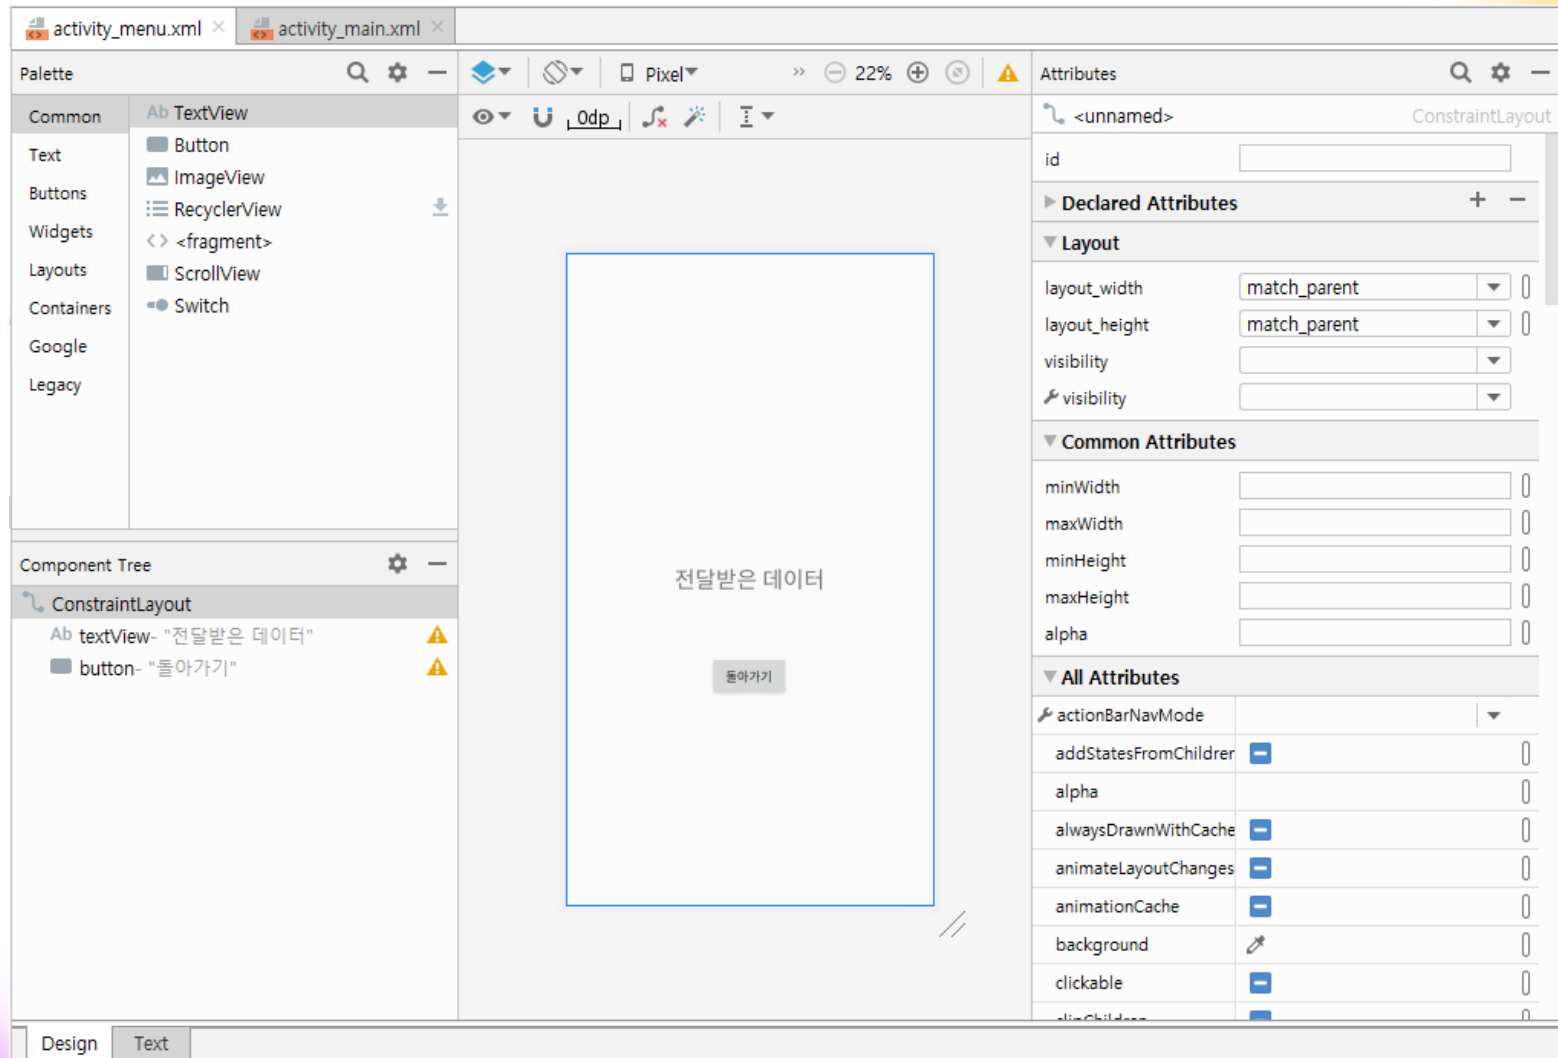 activity_menu.xml
activity_main.xml
Palette
Common
Text
Buttons
Widgets
Layouts
Containers
Google
Legacy
Ab TextView
Button
ImageView
RecyclerView
<fragment>
ScrollView
Switch
Component Tree
ConstraintLayout
Ab textView- "전달받은 데이터"
button- "돌아가기"
Pixel
22%
0dp
전달받은 데이터
돌아가기
Attributes
<unnamed> ConstraintLayout
id
Declared Attributes
Layout
layout_width match_parent
layout_height match_parent
visibility
visibility
Common Attributes
minWidth
maxWidth
minHeight
maxHeight
alpha
All Attributes
actionBarNavMode
addStatesFromChildren
alpha
alwaysDrawnWithCache
animateLayoutChanges
animationCache
background
clickable
clipChildren
Design
Text